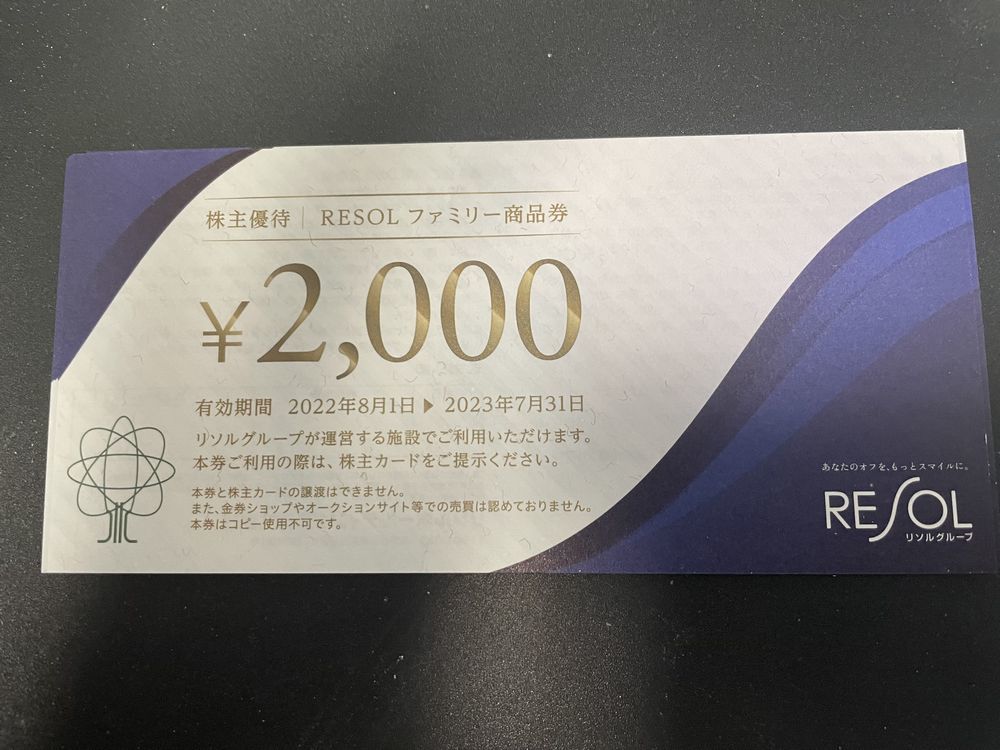 株主優待｜RESOL ファミリー商品券
¥2,000
有効期間 2022年8月1日▶2023年7月31日
リソルグループが運営する施設でご利用いただけます。
本券ご利用の際は、株主カードをご提示ください。
本券と株主カードの譲渡はできません。
また、金券ショップやオークションサイト等での売買は認めておりません。
本券はコピー使用不可です。
あなたのオフを、もっとスマイルに。
RESOL
リソルグループ